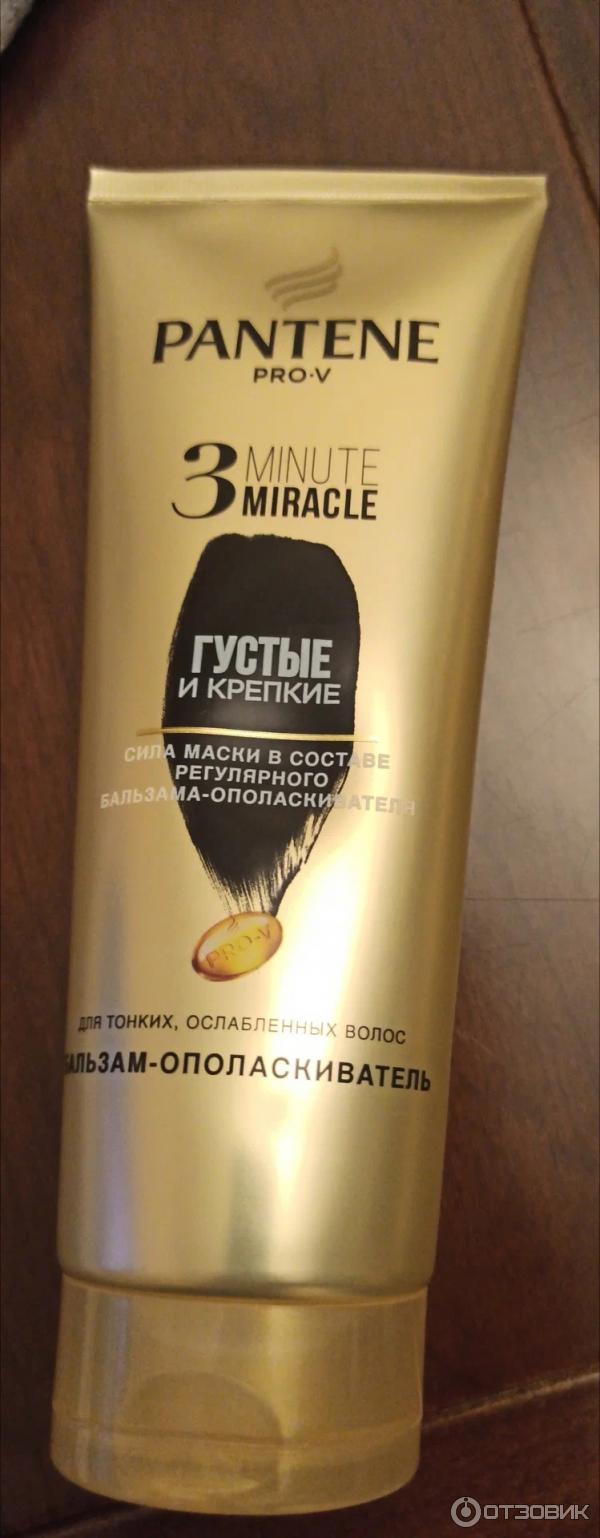 PANTENE
PRO-V
3 MINUTE
MIRACLE
ГУСТЫЕ
И КРЕПКИЕ
СИЛА МАСКИ В СОСТАВЕ
РЕГУЛЯРНОГО
БАЛЬЗАМА-ОПОЛАСКИВАТЕЛЯ
PRO-V
ДЛЯ ТОНКИХ, ОСЛАБЛЕННЫХ ВОЛОС
БАЛЬЗАМ-ОПОЛАСКИВАТЕЛЬ
ОТЗОВИК